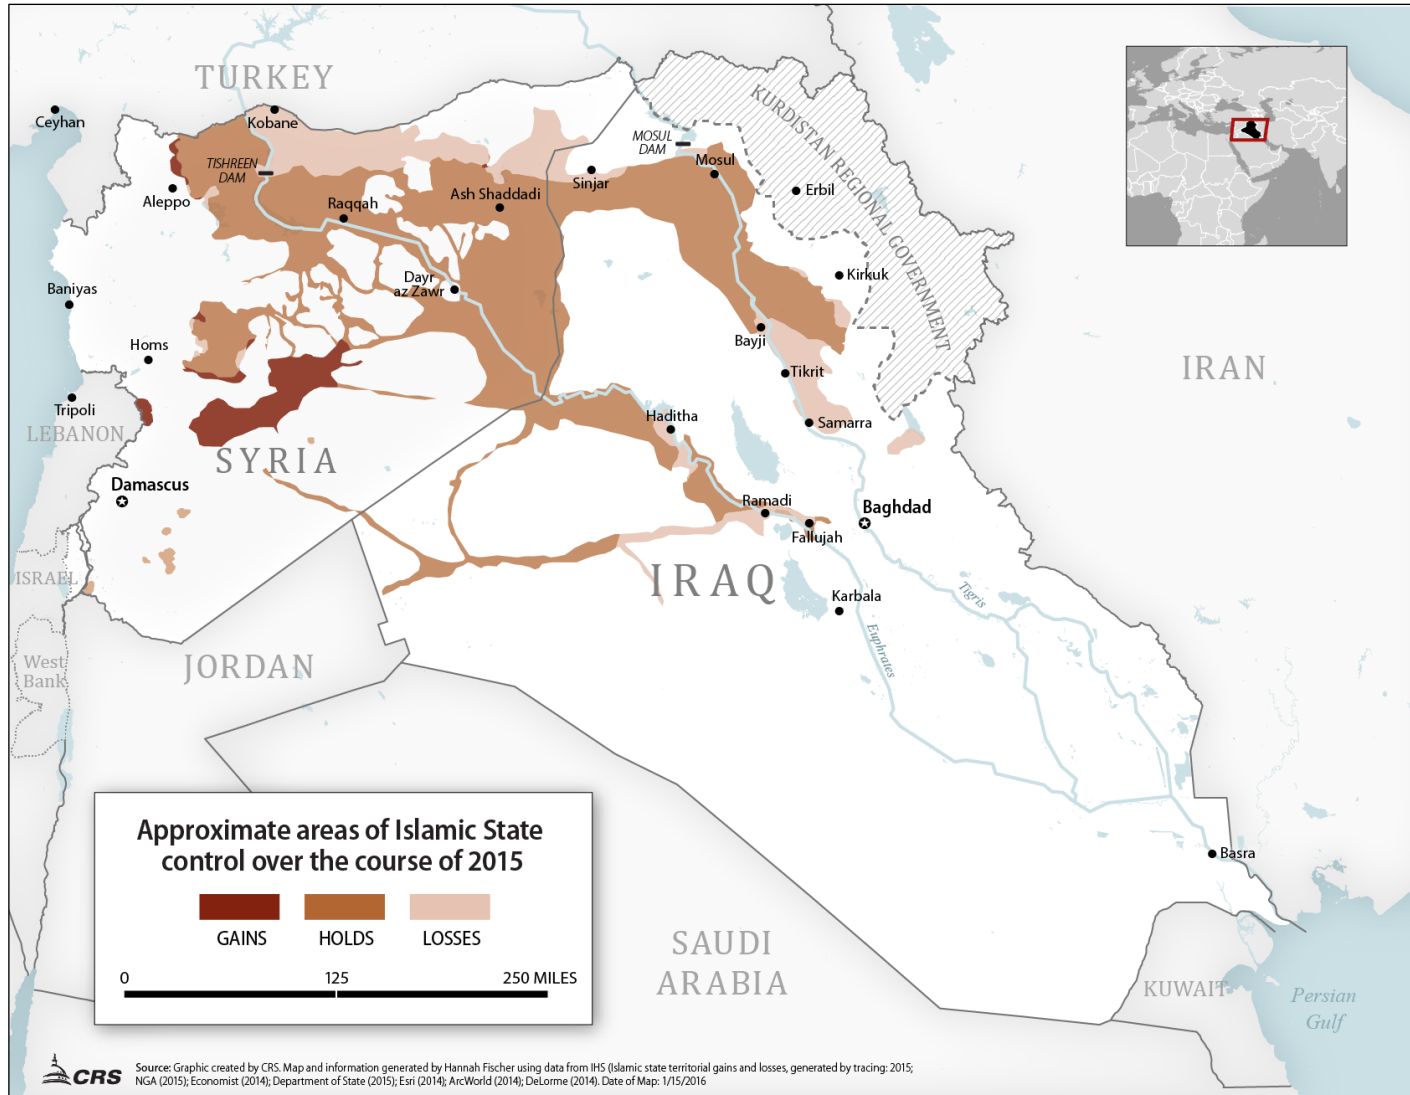 TURKEY
Ceyhan
Kobane
KURDISTAN REGIONAL GOVERNMENT
MOSUL
DAM
TISHREEN
DAM
Mosul
Sinjar
Aleppo
Ash Shaddadi
Erbil
Raqqah
Dayr
az Zawr
Kirkuk
Baniyas
Bayji
Homs
Tikrit
IRAN
Tripoli
LEBANON
Haditha
Samarra
SYRIA
Damascus
Ramadi
Baghdad
Fallujah
ISRAEL
IRAQ
Karbala
Tigris
Euphrates
West
Bank
JORDAN
Approximate areas of Islamic State
control over the course of 2015
GAINS
HOLDS
LOSSES
0
125
250 MILES
Basra
SAUDI
ARABIA
KUWAIT
Persian
Gulf
CRS
Source: Graphic created by CRS. Map and information generated by Hannah Fischer using data from IHS (Islamic state territorial gains and losses, generated by tracing: 2015;
NGA (2015); Economist (2014); Department of State (2015); Esri (2014); ArcWorld (2014); DeLorme (2014). Date of Map: 1/15/2016